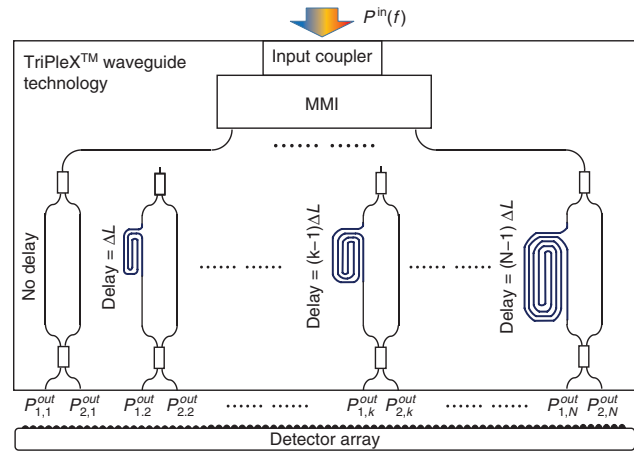 P^in(f)
TriPleX™ waveguide
technology
Input coupler
MMI
No delay
Delay = ΔL
Delay = (k–1)ΔL
Delay = (N–1) ΔL
P^out_1,1 P^out_2,1 P^out_1.2 P^out_2.2 P^out_1,k P^out_2,k P^out_1,N P^out_2,N
Detector array